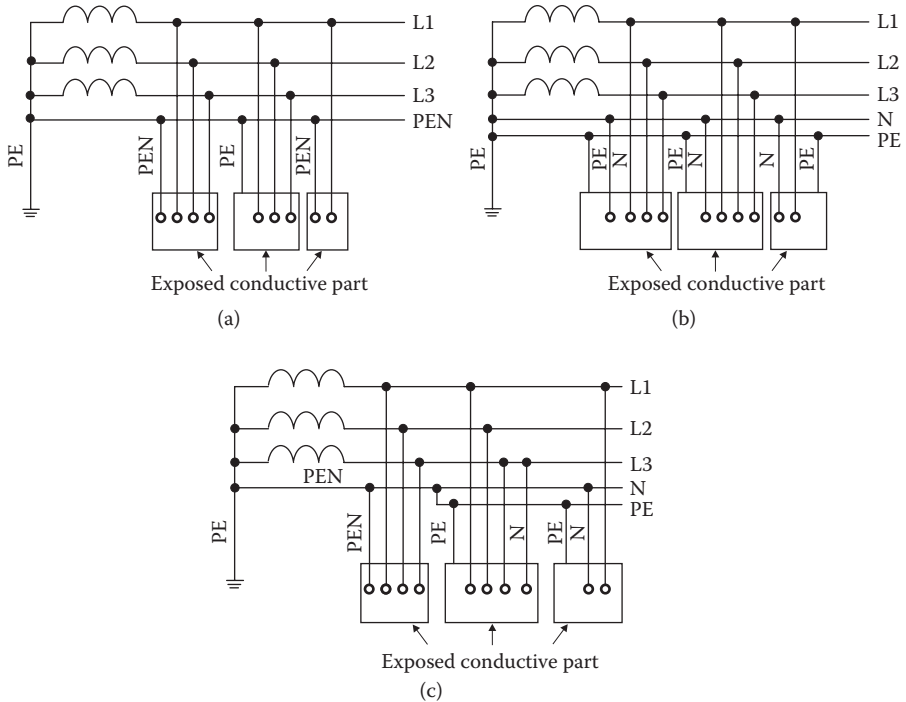 L1
L2
L3
PEN
PE
PEN
PE
PEN
Exposed conductive part
(a)
L1
L2
L3
N
PE
PE
PE
N
PE
N
N
PE
Exposed conductive part
(b)
L1
L2
L3
PEN
N
PE
PE
PEN
PE
N
PE
N
Exposed conductive part
(c)